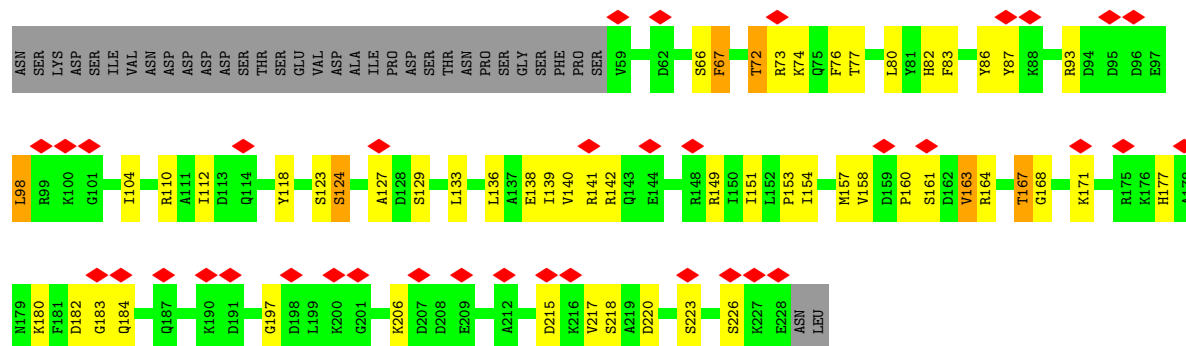 ASN SER LYS ASP SER ILE VAL ASN ASP ASP ASP ASP SER THR SER GLU VAL ASP ALA ILE PRO ASP SER THR ASN PRO SER GLY SER PHE PRO SER V59 D62 S66 F67 T72 R73 K74 Q75 F76 T77 L80 Y81 H82 F83 Y86 Y87 K88 R93 D94 D95 D96 E97
L98 R99 K100 G101 I104 R110 A111 I112 D113 Q114 Y118 S123 S124 A127 D128 S129 L133 L136 A137 E138 I139 V140 R141 R142 Q143 E144 R148 R149 I150 I151 L152 P153 I154 M157 V158 D159 P160 S161 D162 V163 R164 T167 G168 K171 R175 K176 H177 A178
N179 K180 F181 D182 G183 Q184 Q187 K190 D191 G197 D198 L199 K200 G201 K206 D207 D208 E209 A212 D215 K216 V217 S218 A219 D220 S223 S226 K227 E228 ASN LEU